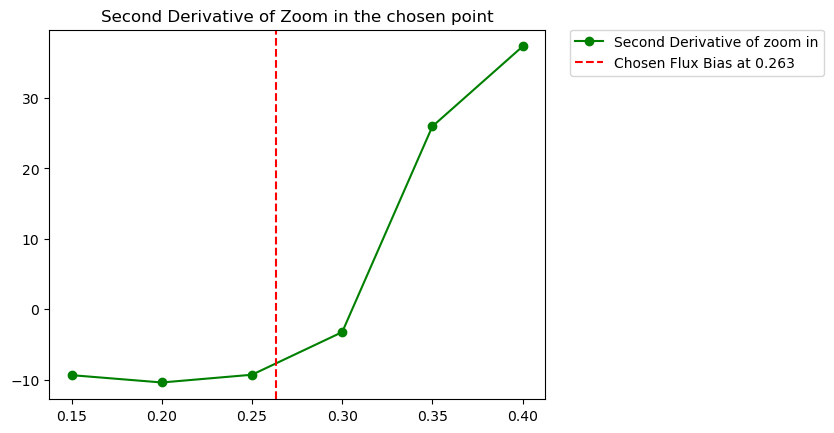 Second Derivative of Zoom in the chosen point
Second Derivative of zoom in
Chosen Flux Bias at 0.263
30
20
10
0
−10
0.15 0.20 0.25 0.30 0.35 0.40